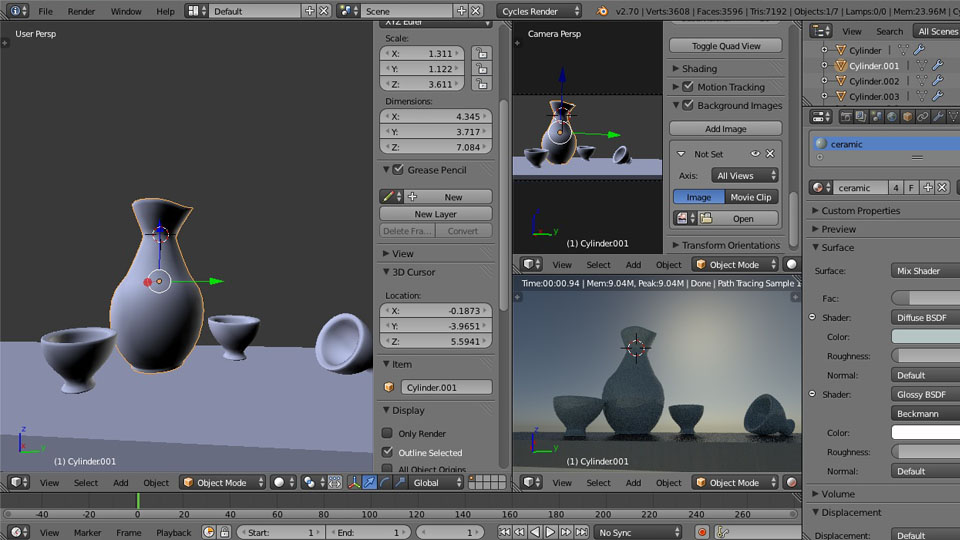 File Render Window Help Default Scene Cycles Render v2.70 | Verts:3608 | Faces:3596 | Tris:7192 | Objects:1/7 | Lamps:0/0 | Mem:23.96M
User Persp
XYZ Euler
Scale:
X: 1.311
Y: 1.122
Z: 3.611
Dimensions:
X: 4.345
Y: 3.717
Z: 7.084
Grease Pencil
New
New Layer
Delete Fra... Convert
View
3D Cursor
Location:
X: -0.1873
Y: -3.9651
Z: 5.5941
Item
Cylinder.001
Display
Only Render
Outline Selected
All Object Origins
z
y
(1) Cylinder.001
View Select Add Object Object Mode Global
Camera Persp
y
(1) Cylinder.001
Toggle Quad View
Shading
Motion Tracking
Background Images
Add Image
Not Set
Axis: All Views
Image Movie Clip
Open
Transform Orientations
View Select Add Object Object Mode
Time:00:00.94 | Mem:9.04M, Peak:9.04M | Done | Path Tracing Sample
z
y
(1) Cylinder.001
View Select Add Object Object Mode
View Search All Scenes
Cylinder
Cylinder.001
Cylinder.002
Cylinder.003
ceramic
ceramic 4 F
Custom Properties
Preview
Surface
Surface: Mix Shader
Fac:
Shader: Diffuse BSDF
Color:
Roughness:
Normal: Default
Shader: Glossy BSDF
Beckmann
Color:
Roughness:
Normal: Default
Volume
Displacement
Displacement: Default
-40 -20 0 20 40 60 80 100 120 140 160 180 200 220 240 260
View Marker Frame Playback Start: 1 End: 1 1 No Sync